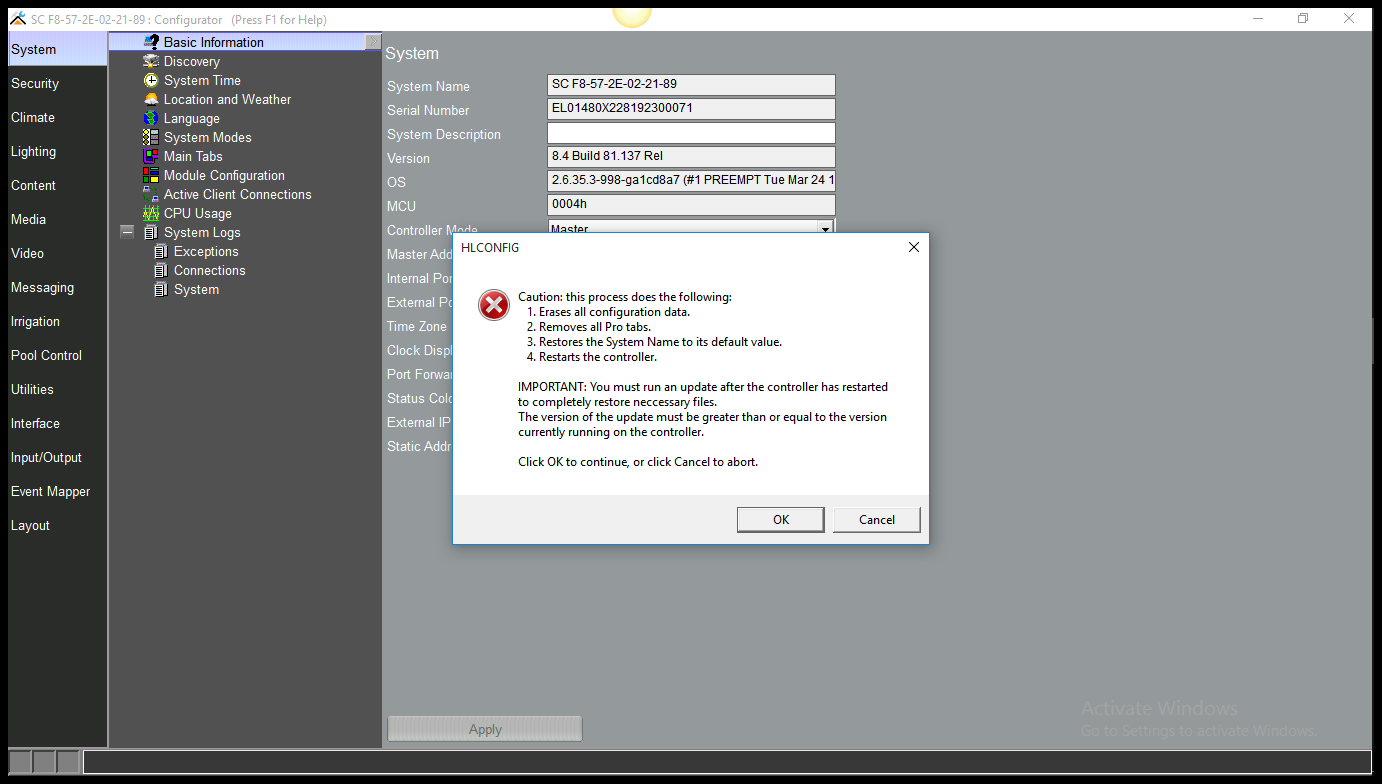 SC F8-57-2E-02-21-89 : Configurator (Press F1 for Help)
System
Security
Climate
Lighting
Content
Media
Video
Messaging
Irrigation
Pool Control
Utilities
Interface
Input/Output
Event Mapper
Layout
Basic Information
Discovery
System Time
Location and Weather
Language
System Modes
Main Tabs
Module Configuration
Active Client Connections
CPU Usage
System Logs
Exceptions
Connections
System
System
System Name SC F8-57-2E-02-21-89
Serial Number EL01480X228192300071
System Description
Version 8.4 Build 81.137 Rel
OS 2.6.35.3-998-ga1cd8a7 (#1 PREEMPT Tue Mar 24 1
MCU 0004h
Controller Mode Master
Master Add
Internal Por
External Po
Time Zone
Clock Displ
Port Forwa
Status Colo
External IP
Static Addr
HLCONFIG
Caution: this process does the following:
1. Erases all configuration data.
2. Removes all Pro tabs.
3. Restores the System Name to its default value.
4. Restarts the controller.
IMPORTANT: You must run an update after the controller has restarted
to completely restore neccessary files.
The version of the update must be greater than or equal to the version
currently running on the controller.
Click OK to continue, or click Cancel to abort.
OK
Cancel
Apply
Activate Windows
Go to Settings to activate Windows.